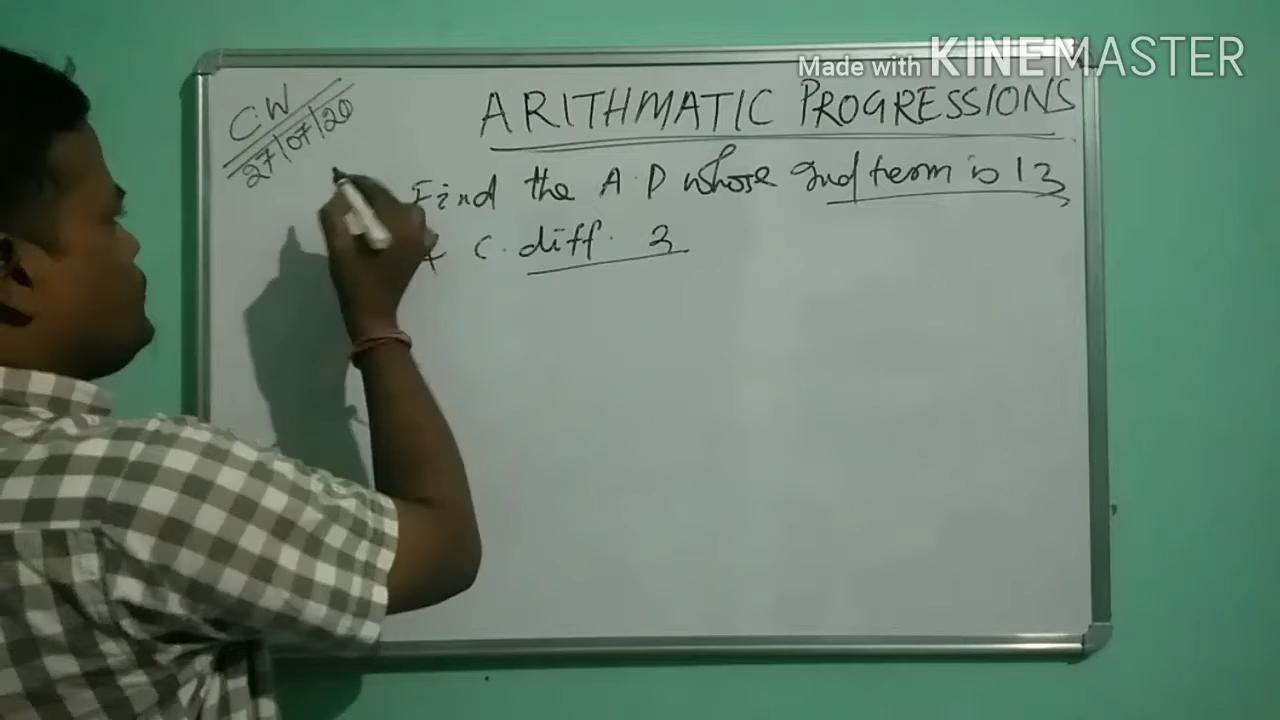 Made with KINEMASTER
C.W
27/07/20
ARITHMATIC PROGRESSIONS
Find the A.P whose 2nd term is 13
& C. diff. 3